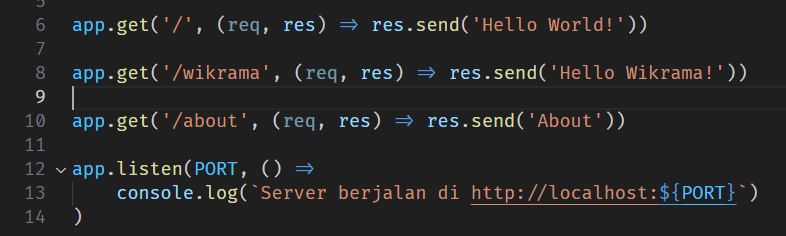 6 app.get('/', (req, res) => res.send('Hello World!'))
7
8 app.get('/wikrama', (req, res) => res.send('Hello Wikrama!'))
9
10 app.get('/about', (req, res) => res.send('About'))
11
12 app.listen(PORT, () =>
13 console.log(`Server berjalan di http://localhost:${PORT}`)
14 )